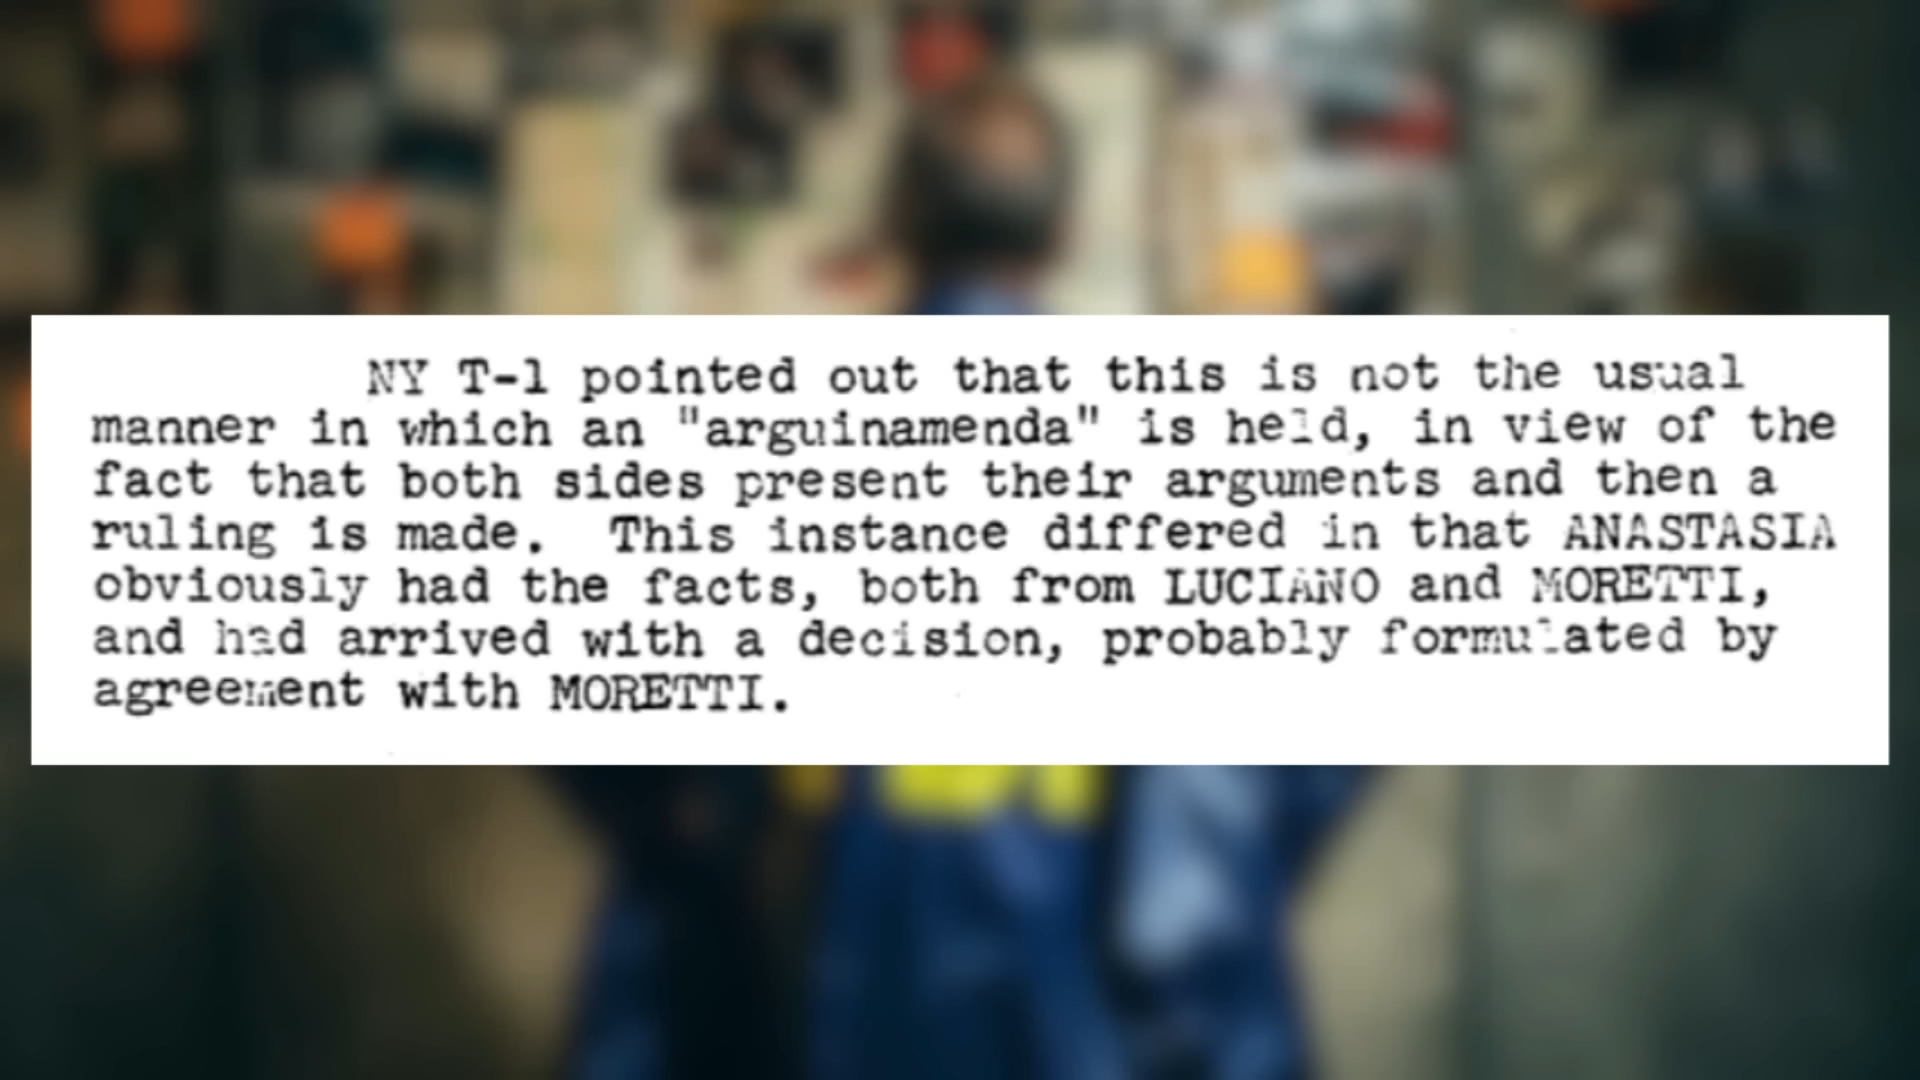 NY T-1 pointed out that this is not the usual
manner in which an "arguinamenda" is held, in view of the
fact that both sides present their arguments and then a
ruling is made. This instance differed in that ANASTASIA
obviously had the facts, both from LUCIANO and MORETTI,
and had arrived with a decision, probably formulated by
agreement with MORETTI.